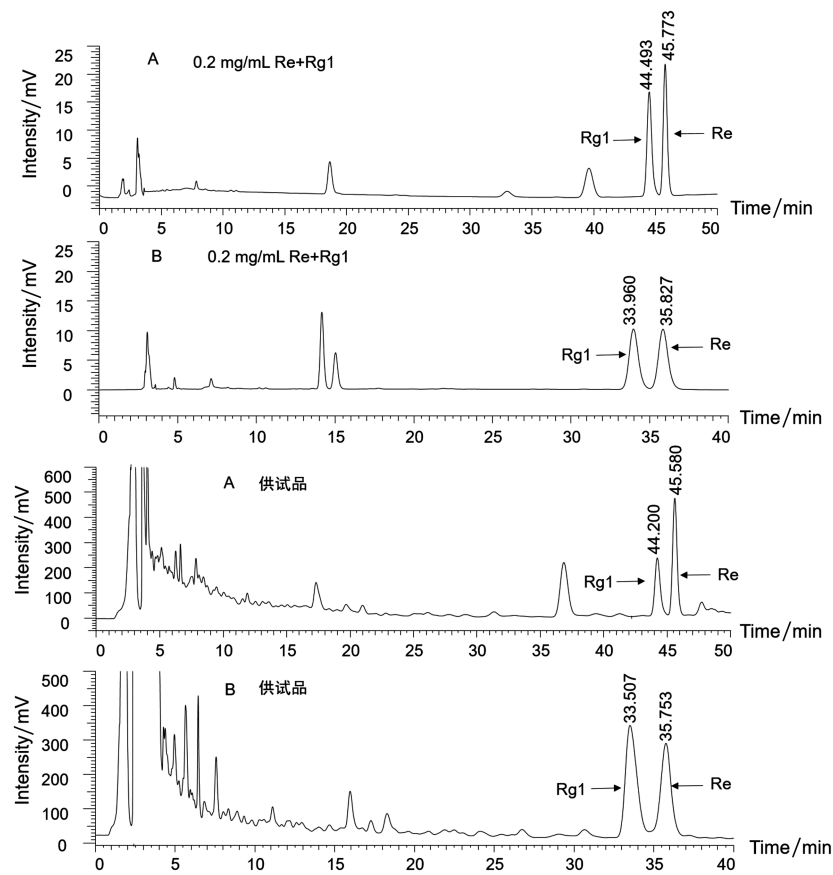 A 0.2 mg/mL Re+Rg1
44.493
45.773
Rg1
Re
Intensity/mV
25
20
15
10
5
0
0 5 10 15 20 25 30 35 40 45 50
Time/min
B 0.2 mg/mL Re+Rg1
33.960
35.827
Rg1
Re
Intensity/mV
25
20
15
10
5
0
0 5 10 15 20 25 30 35 40
Time/min
A 供试品
44.200
45.580
Rg1
Re
Intensity/mV
600
500
400
300
200
100
0
0 5 10 15 20 25 30 35 40 45 50
Time/min
B 供试品
33.507
35.753
Rg1
Re
Intensity/mV
500
400
300
200
100
0
0 5 10 15 20 25 30 35 40
Time/min